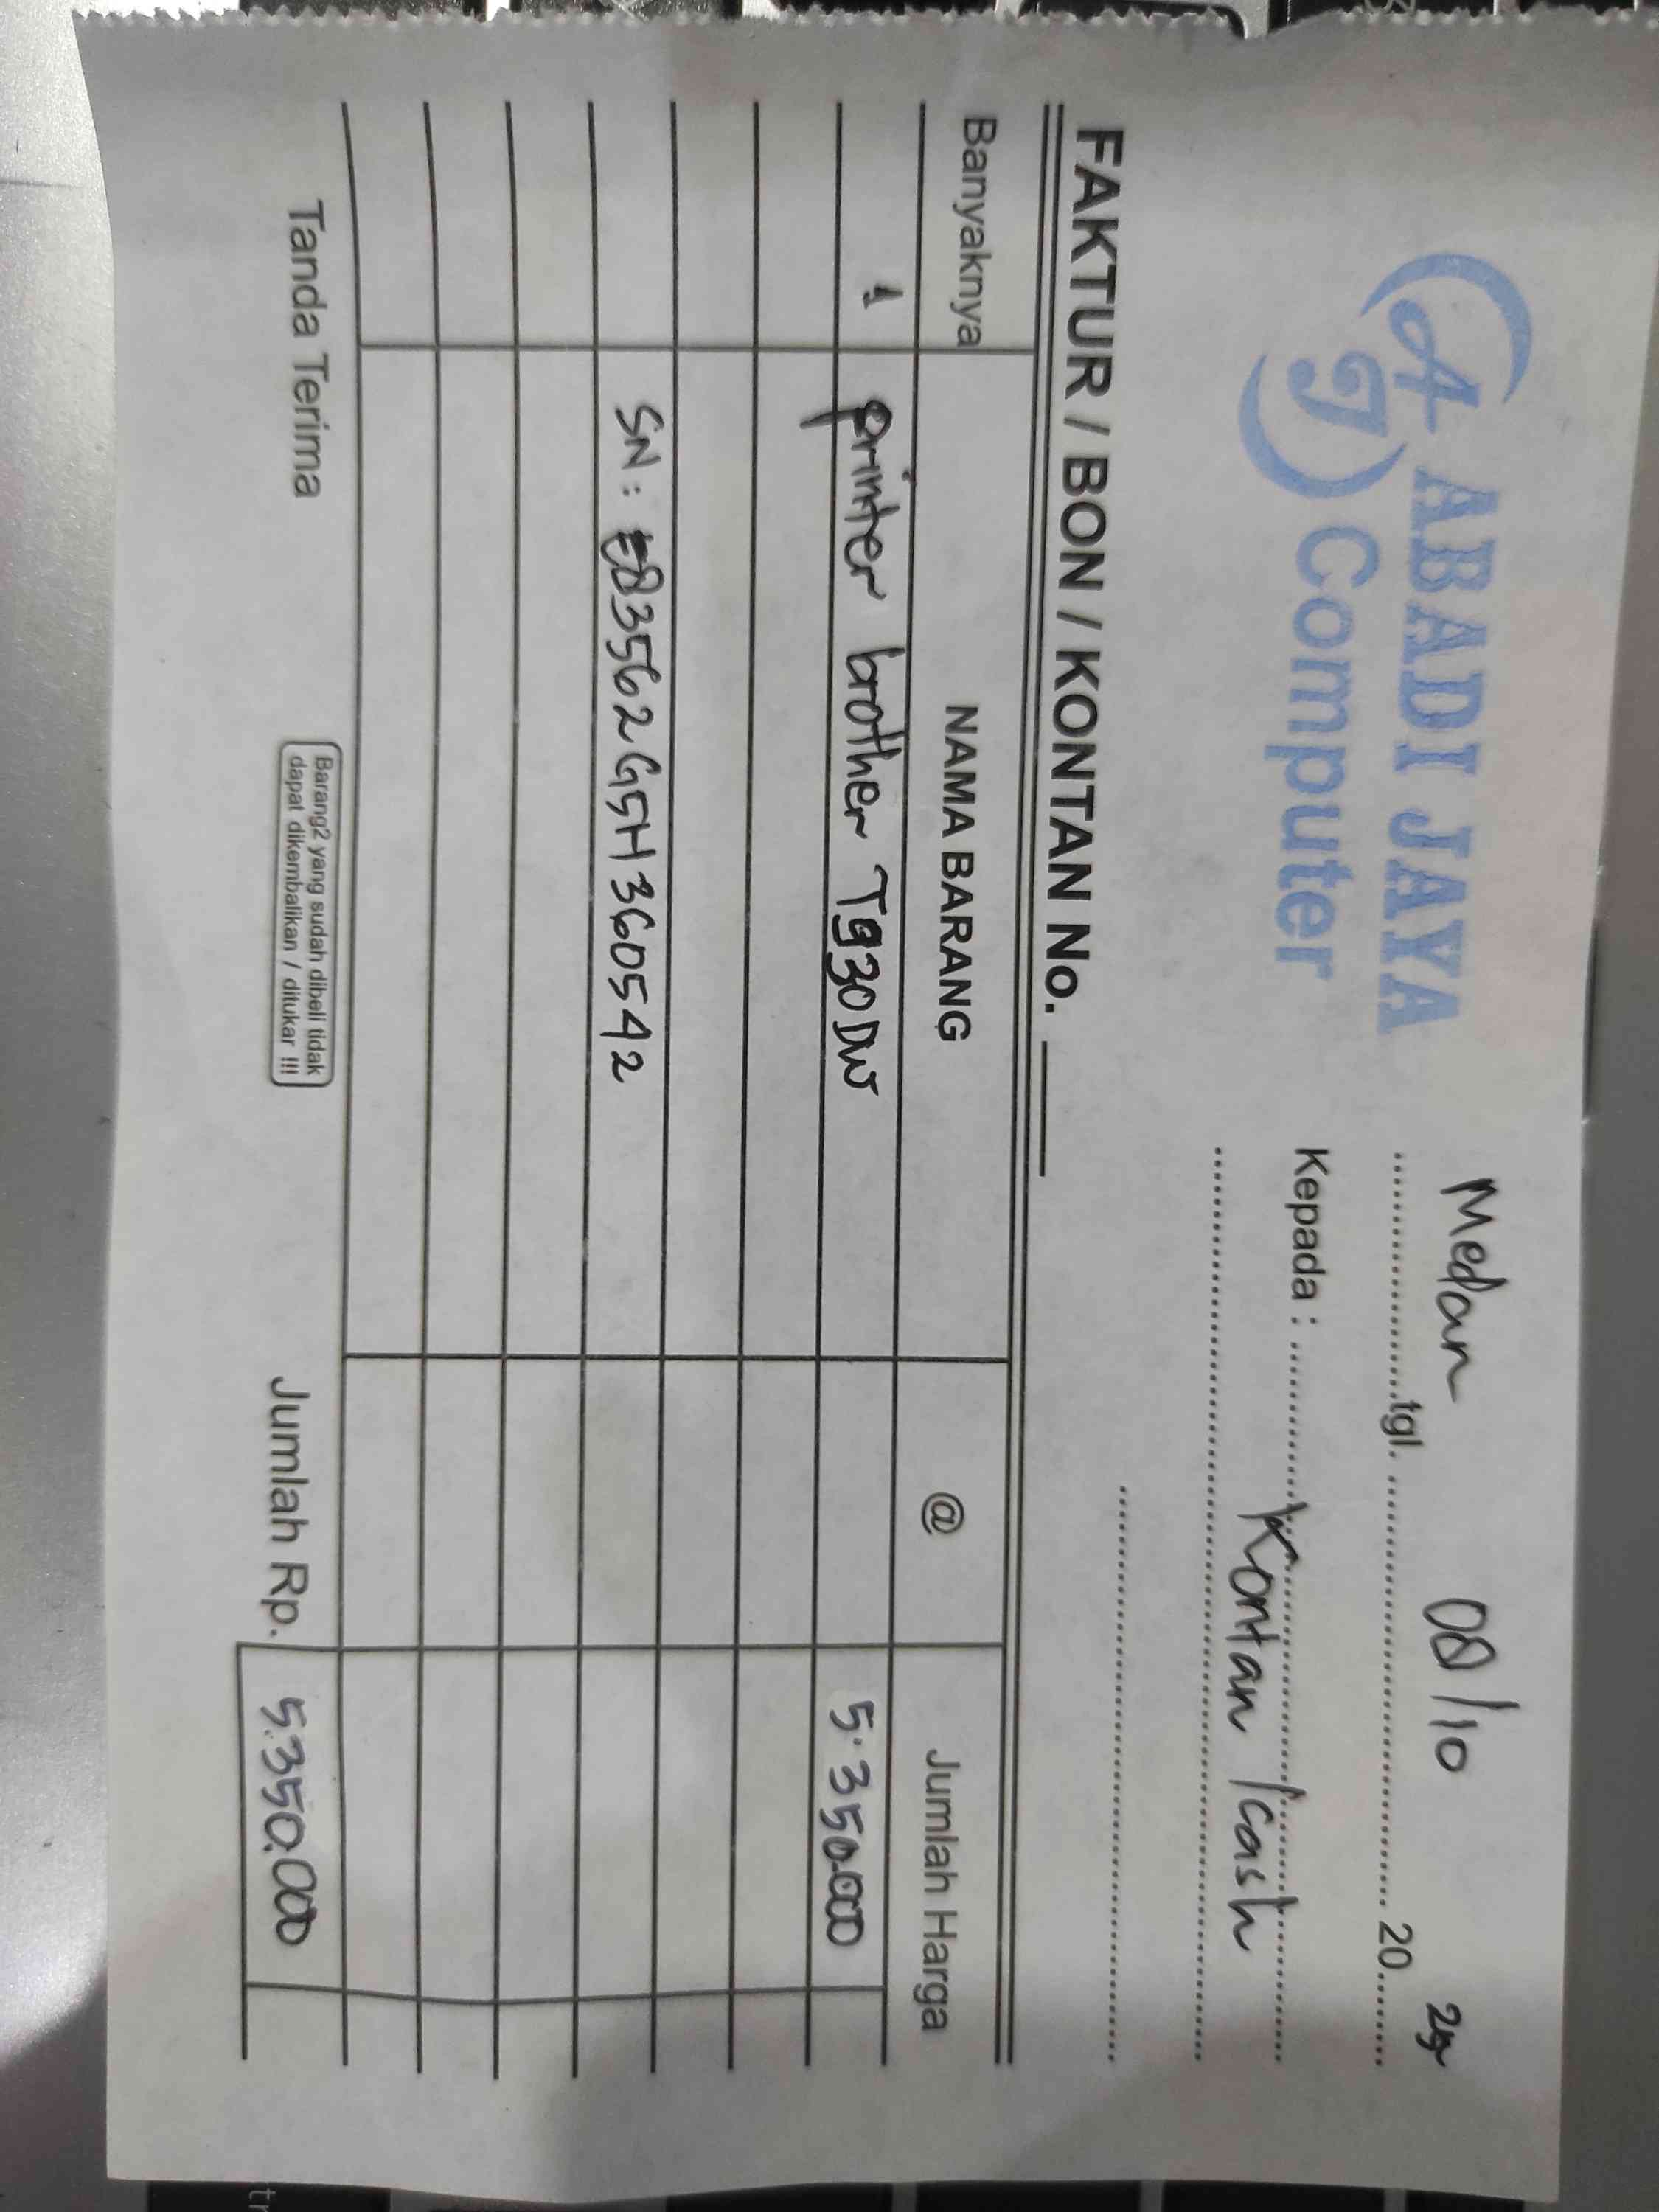 AJ
ABADI JAYA
Computer
Medan tgl. 08/10 20
Kepada : Kontan/cash
FAKTUR / BON / KONTAN No.
Banyaknya NAMA BARANG @ Jumlah Harga
1 printer brother T930DW 5.350.000
SN: E83562G5H360542
Tanda Terima
Barang2 yang sudah dibeli tidak
dapat dikembalikan / ditukar !!!
Jumlah Rp. 5.350.000